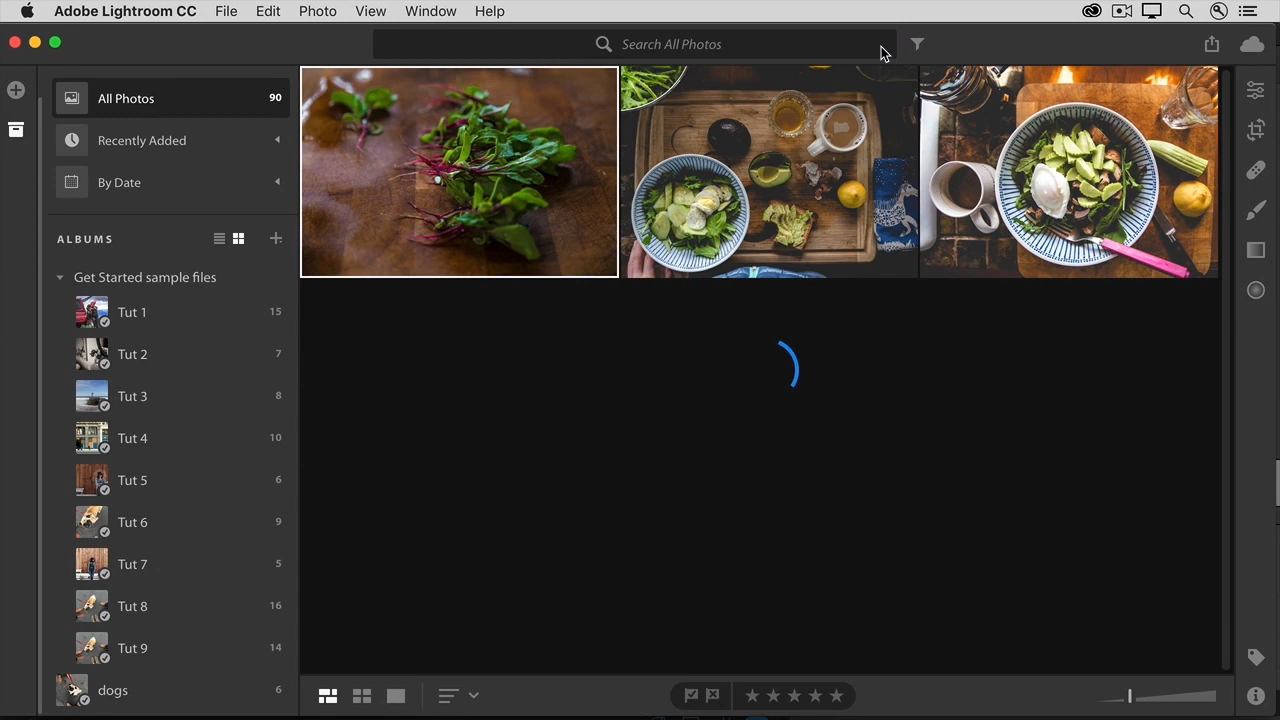 Adobe Lightroom CC File Edit Photo View Window Help
Search All Photos
All Photos 90
Recently Added
By Date
ALBUMS
Get Started sample files
Tut 1 15
Tut 2 7
Tut 3 8
Tut 4 10
Tut 5 6
Tut 6 9
Tut 7 5
Tut 8 16
Tut 9 14
dogs 6